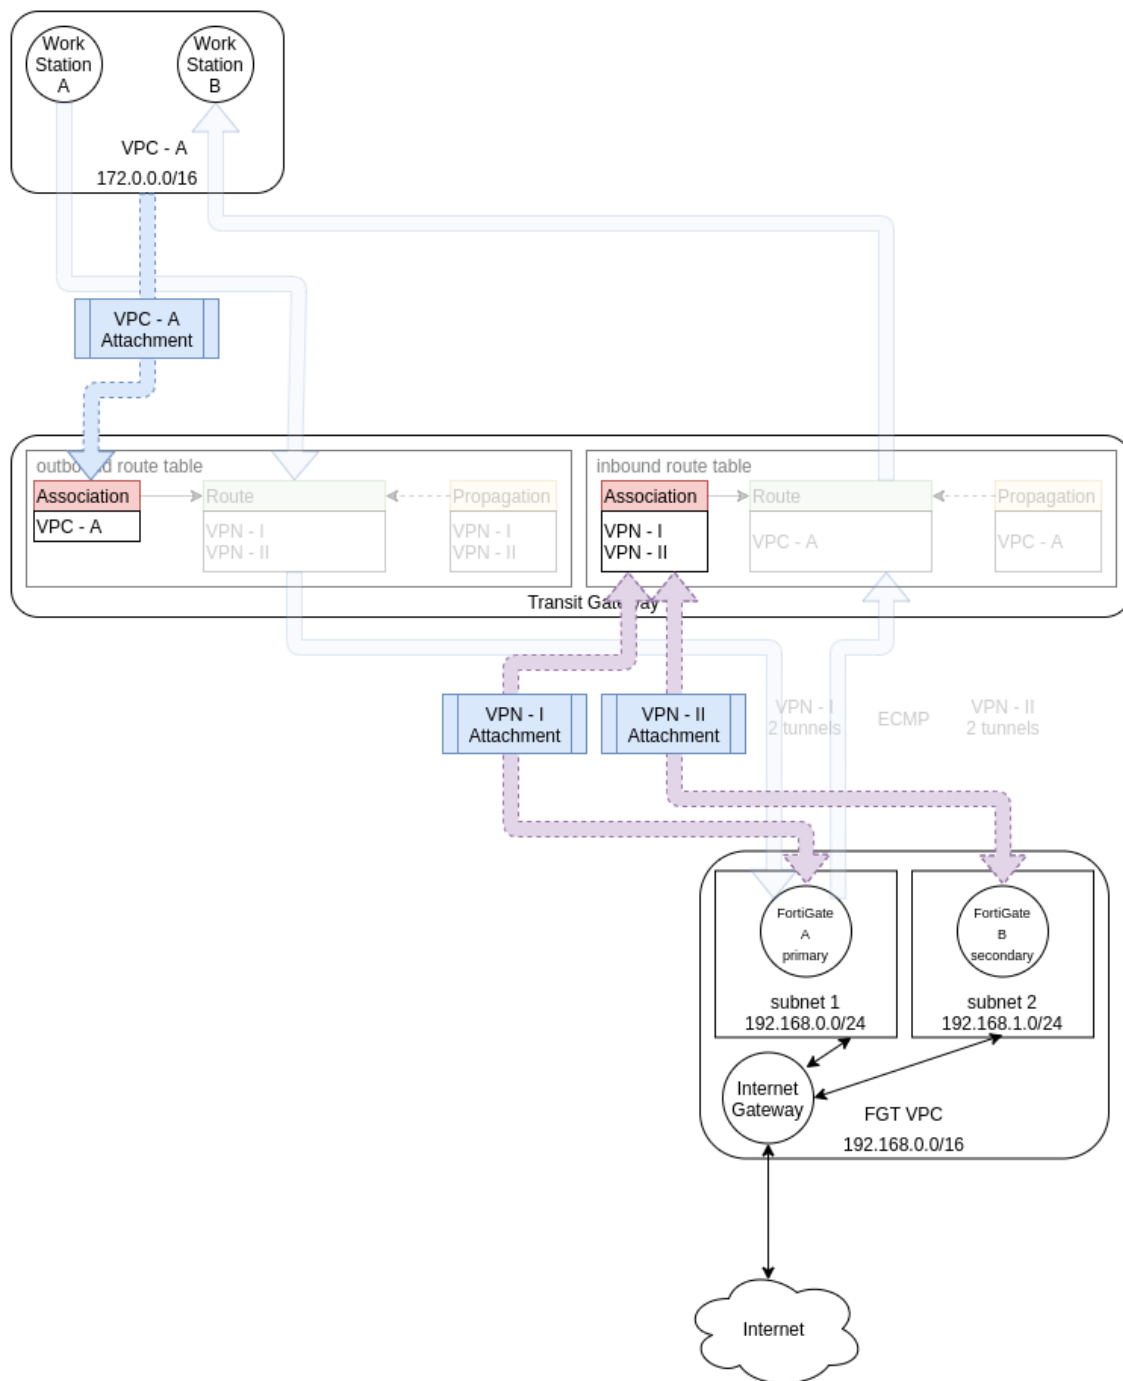 Work
Station
A
Work
Station
B
VPC - A
172.0.0.0/16
VPC - A
Attachment
outbound route table
Association
VPC - A
Route
VPN - I
VPN - II
Propagation
VPN - I
VPN - II
inbound route table
Association
VPN - I
VPN - II
Route
VPC - A
Propagation
VPC - A
Transit Gateway
VPN - I
Attachment
VPN - II
Attachment
VPN - I
2 tunnels
ECMP
VPN - II
2 tunnels
FortiGate
A
primary
subnet 1
192.168.0.0/24
FortiGate
B
secondary
subnet 2
192.168.1.0/24
Internet
Gateway
FGT VPC
192.168.0.0/16
Internet